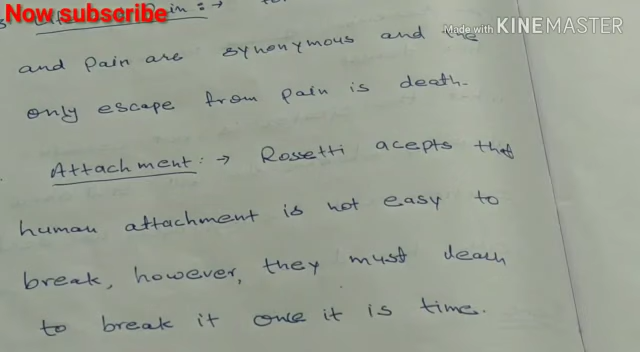 Now subscribe
Made with KINEMASTER
and pain are synonymous and the
only escape from pain is death.
Attachment : → Rossetti acepts that
human attachment is not easy to
break, however, they must
to break it once it is time.